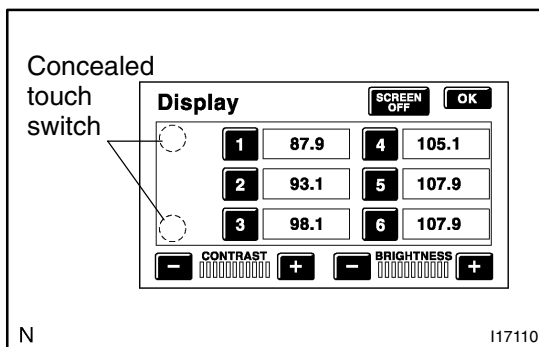 Concealed
touch
switch
Display
SCREEN
OFF
OK
1 87.9 4 105.1
2 93.1 5 107.9
3 98.1 6 107.9
− CONTRAST + − BRIGHTNESS +
N I17110